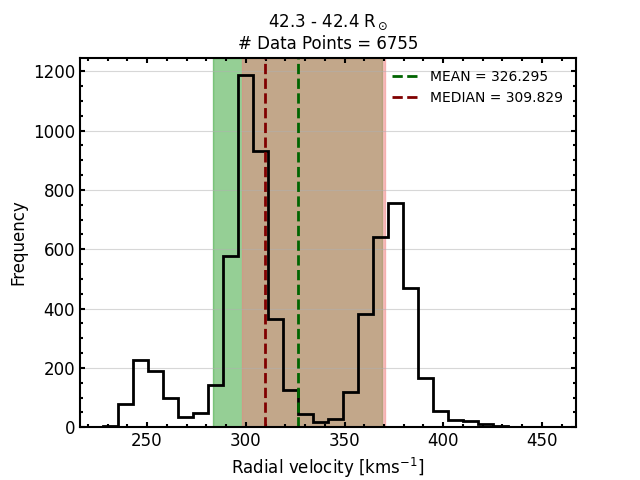 42.3 - 42.4 R⊙
# Data Points = 6755
MEAN = 326.295
MEDIAN = 309.829
Frequency
1200
1000
800
600
400
200
0
250 300 350 400 450
Radial velocity [kms⁻¹]